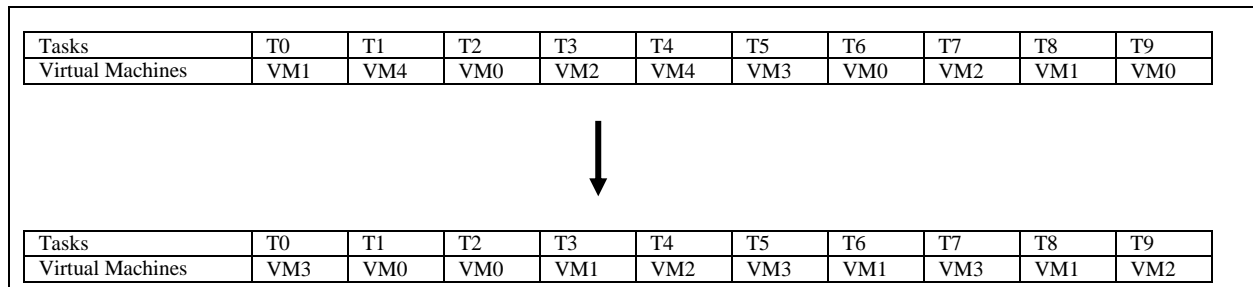 Tasks T0 T1 T2 T3 T4 T5 T6 T7 T8 T9
Virtual Machines VM1 VM4 VM0 VM2 VM4 VM3 VM0 VM2 VM1 VM0
Tasks T0 T1 T2 T3 T4 T5 T6 T7 T8 T9
Virtual Machines VM3 VM0 VM0 VM1 VM2 VM3 VM1 VM3 VM1 VM2